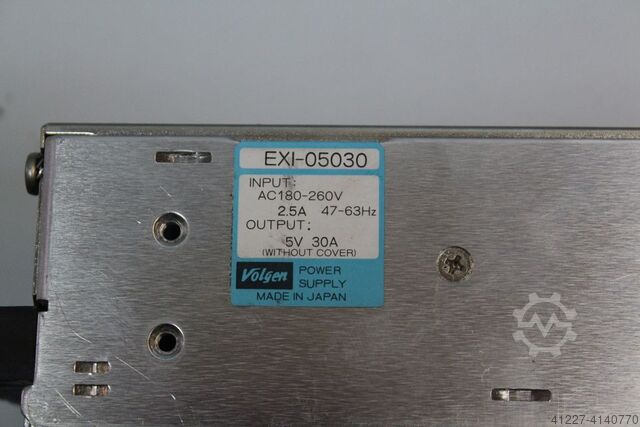 EXI-05030
INPUT:
AC180-260V
2.5A 47-63Hz
OUTPUT:
5V 30A
(WITHOUT COVER)
Volgen POWER
SUPPLY
MADE IN JAPAN
41227-4140770